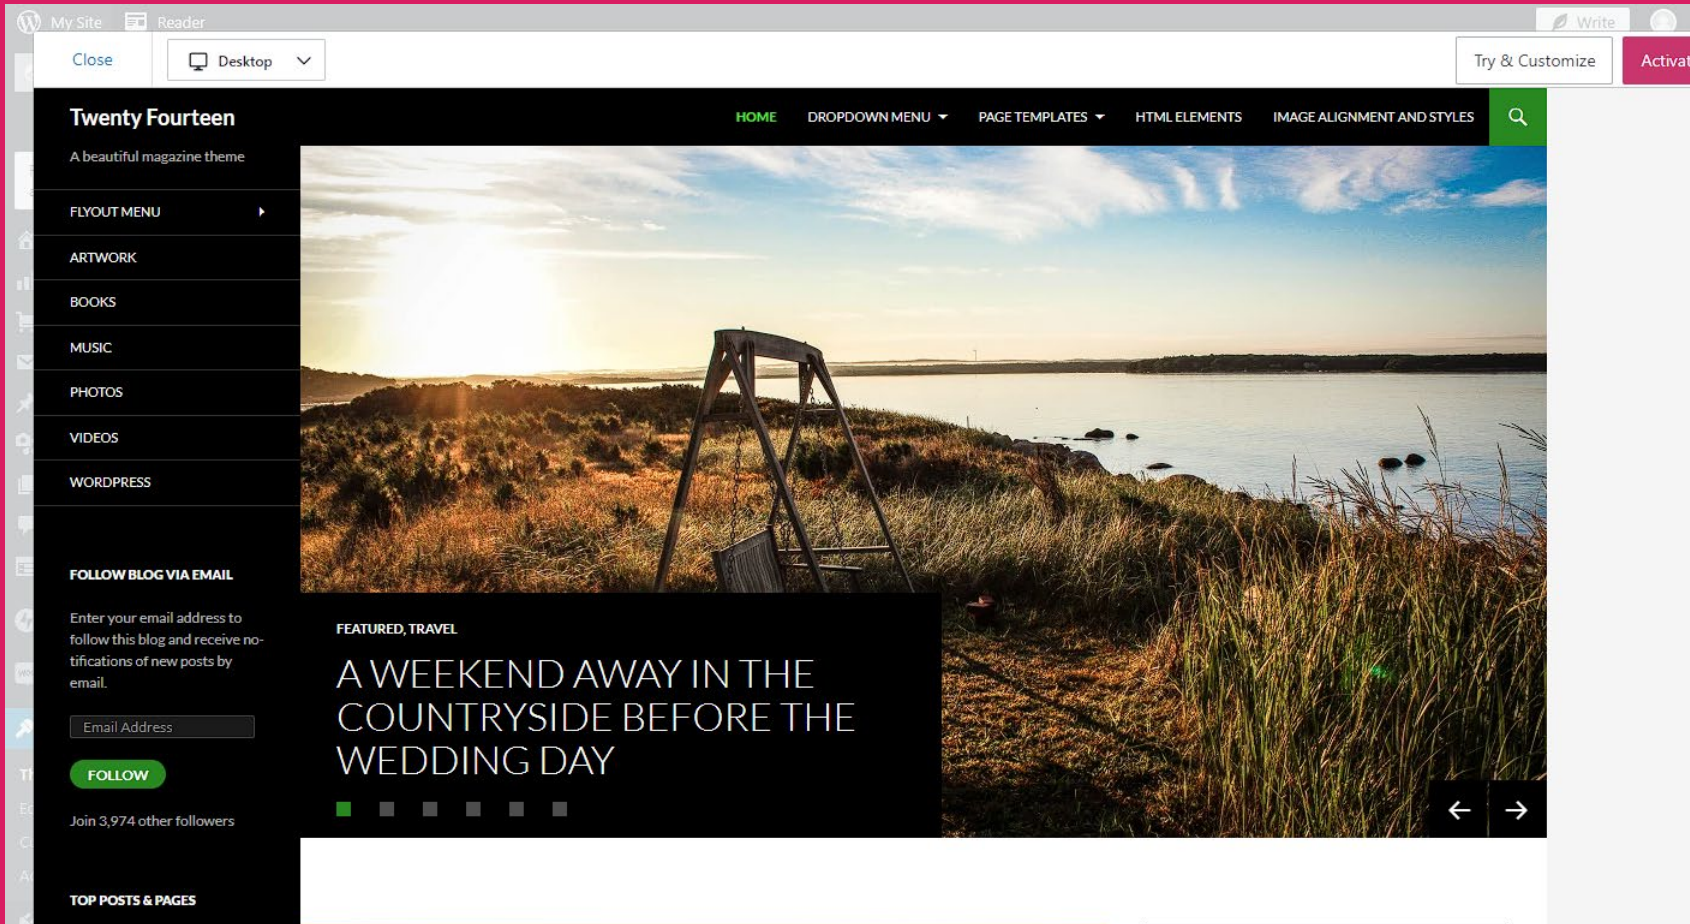 My Site
Reader
Write
Close
Desktop
Try & Customize
Twenty Fourteen
HOME
DROPDOWN MENU
PAGE TEMPLATES
HTML ELEMENTS
IMAGE ALIGNMENT AND STYLES
A beautiful magazine theme
FLYOUT MENU
ARTWORK
BOOKS
MUSIC
PHOTOS
VIDEOS
WORDPRESS
FOLLOW BLOG VIA EMAIL
Enter your email address to
follow this blog and receive no-
tifications of new posts by
email.
Email Address
FOLLOW
Join 3,974 other followers
TOP POSTS & PAGES
FEATURED, TRAVEL
A WEEKEND AWAY IN THE
COUNTRYSIDE BEFORE THE
WEDDING DAY